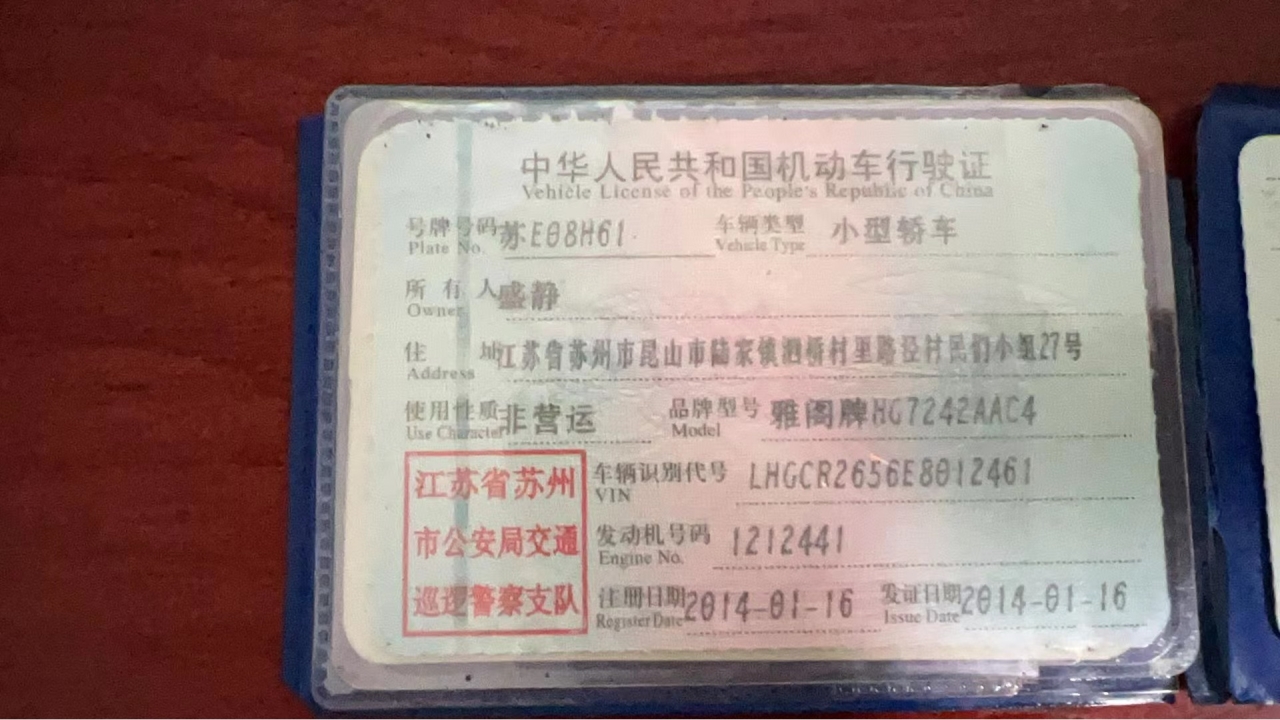 中华人民共和国机动车行驶证
Vehicle License of the People's Republic of China
号牌号码 苏E08H61 车辆类型 小型轿车
Plate No. Vehicle Type
所有人 盛静
Owner
住址 江苏省苏州市昆山市陆家镇泗桥村里路泾村民们小组27号
Address
使用性质 非营运 品牌型号 雅阁牌HG7242AAC4
Use Character Model
江苏省苏州
市公安局交通
巡逻警察支队
车辆识别代号 LHGCR2656E8012461
VIN
发动机号码 1212441
Engine No.
注册日期 2014-01-16 发证日期 2014-01-16
Register Date Issue Date